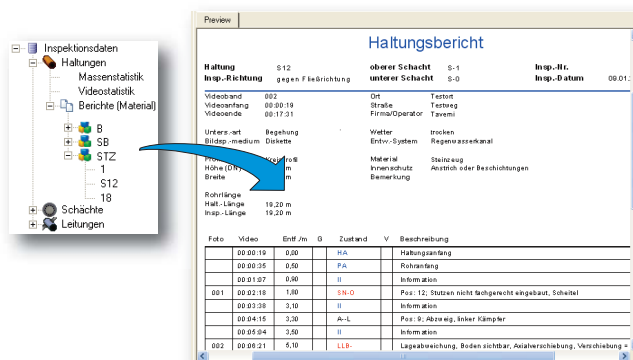 Inspektionsdaten
Haltungen
Massenstatistik
Videostatistik
Berichte (Material)
B
SB
STZ
1
S12
18
Schächte
Leitungen
Preview
Haltungsbericht
Haltung S12 oberer Schacht S-1 Insp.-Nr.
Insp.-Richtung gegen Fließrichtung unterer Schacht S-0 Insp.-Datum 09.01.
Videoband 002 Ort Testort
Videoanfang 00:00:19 Straße Testweg
Videoende 00:17:31 Firma/Operator Taverni
Unters.-art Begehung Wetter trocken
Bildsp.-medium Diskette Entw.-System Regenwasserkanal
Material Steinzeug
Höhe (DN) Innenschutz Anstrich oder Beschichtungen
Breite Bemerkung
Rohrlänge
Halt.-Länge 19,20 m
Insp.-Länge 19,20 m
Foto Video Entf./m G Zustand V Beschreibung
00:00:19 0,00 HA Haltungsanfang
00:00:35 0,50 PA Rohranfang
00:01:07 0,90 II Information
001 00:02:18 1,80 SN-O Pos: 12; Stutzen nicht fachgerecht eingebaut, Scheitel
00:03:38 3,10 II Information
00:04:15 3,30 A--L Pos: 9; Abzweig, linker Kämpfer
00:05:04 3,50 II Information
002 00:06:21 5,10 LLB- Lageabweichung, Boden sichtbar, Axialverschiebung, Verschiebung =